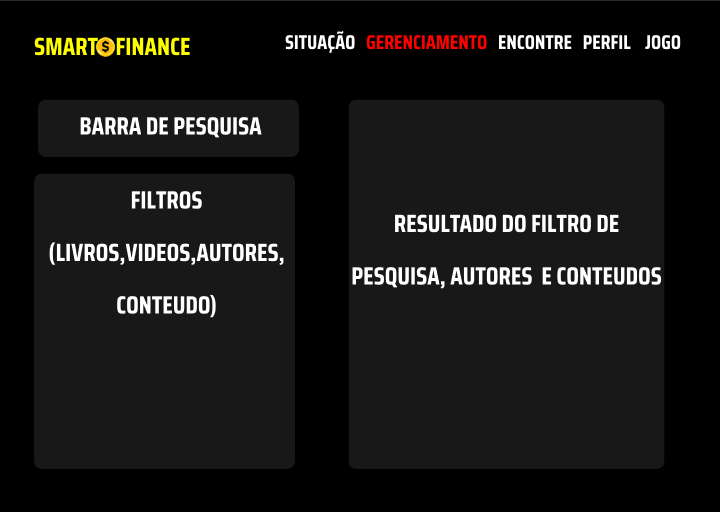 SMART$FINANCE
SITUAÇÃO GERENCIAMENTO ENCONTRE PERFIL JOGO
BARRA DE PESQUISA
FILTROS
(LIVROS,VIDEOS,AUTORES,
CONTEUDO)
RESULTADO DO FILTRO DE
PESQUISA, AUTORES E CONTEUDOS